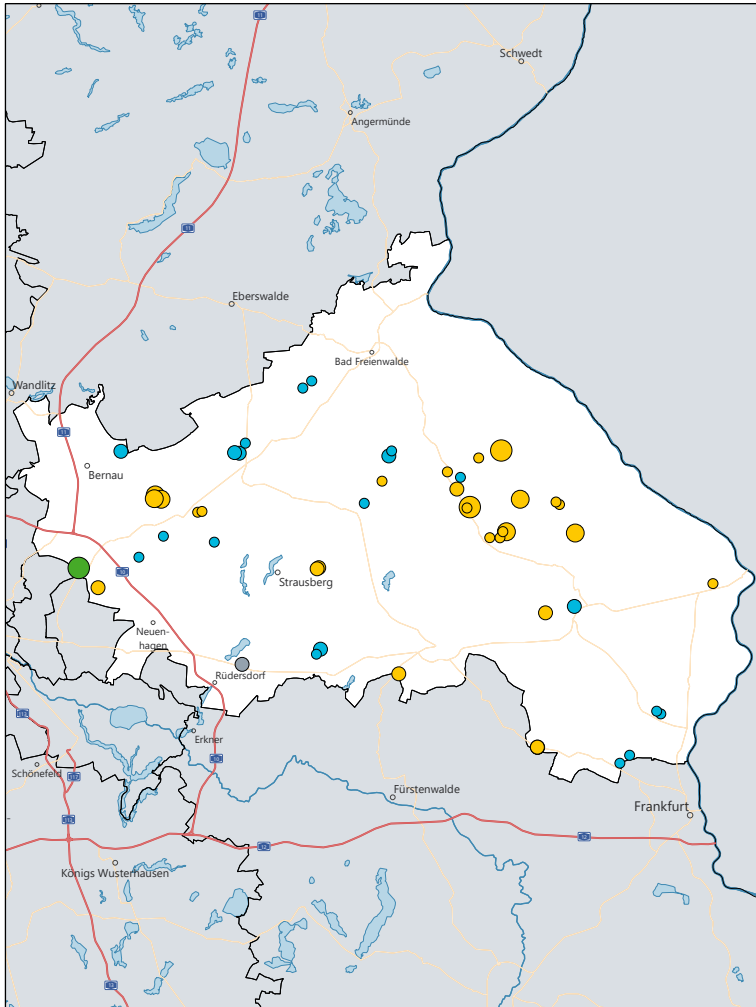 Schwedt
Angermünde
Eberswalde
Bad Freienwalde
Wandlitz
Bernau
Strausberg
Neuen-
hagen
Rüdersdorf
Erkner
Schönefeld
Fürstenwalde
Frankfurt
Königs Wusterhausen